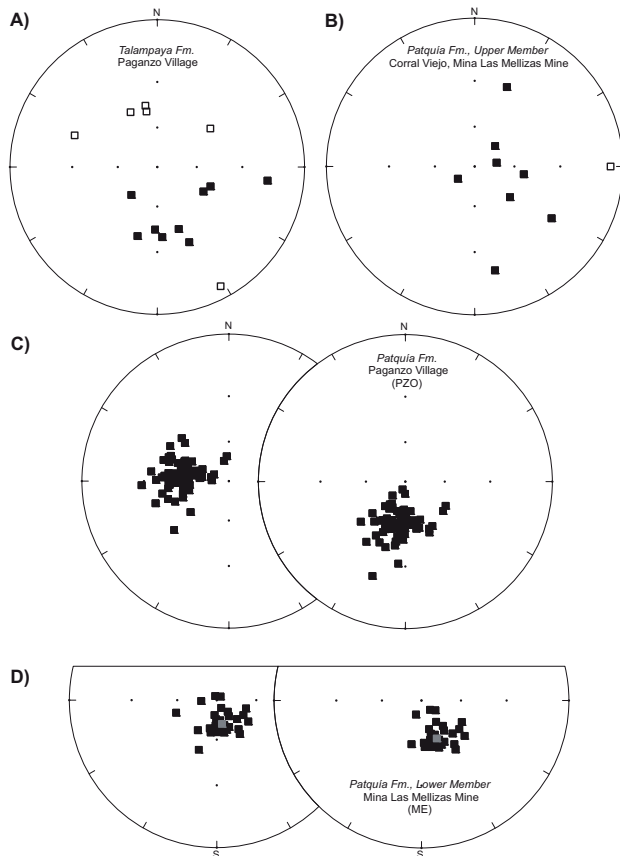 A)
N
Talampaya Fm.
Paganzo Village
B)
N
Patquía Fm., Upper Member
Corral Viejo, Mina Las Mellizas Mine
C)
N
N
Patquía Fm.
Paganzo Village
(PZO)
D)
Patquía Fm., Lower Member
Mina Las Mellizas Mine
(ME)
S
S